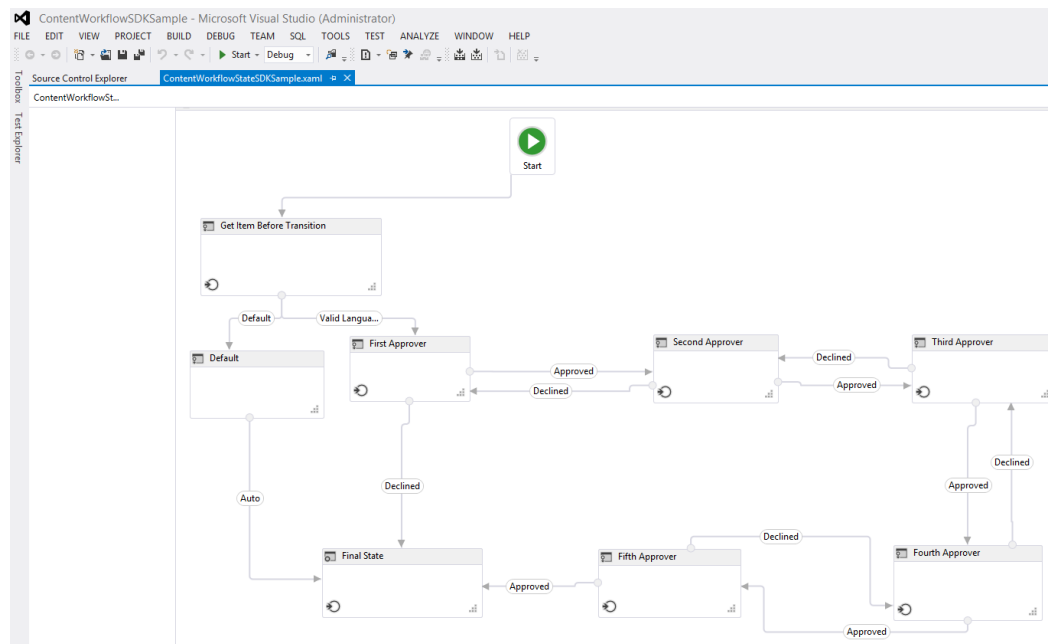 ContentWorkflowSDKSample - Microsoft Visual Studio (Administrator)
FILE EDIT VIEW PROJECT BUILD DEBUG TEAM SQL TOOLS TEST ANALYZE WINDOW HELP
Start Debug
Toolbox
Test Explorer
Source Control Explorer ContentWorkflowStateSDKSample.xaml
ContentWorkflowSt...
Start
Get Item Before Transition
Default Valid Langua...
Default
First Approver
Second Approver
Third Approver
Approved
Declined
Declined
Approved
Declined
Auto
Declined
Approved
Declined
Final State
Fifth Approver
Fourth Approver
Approved
Approved